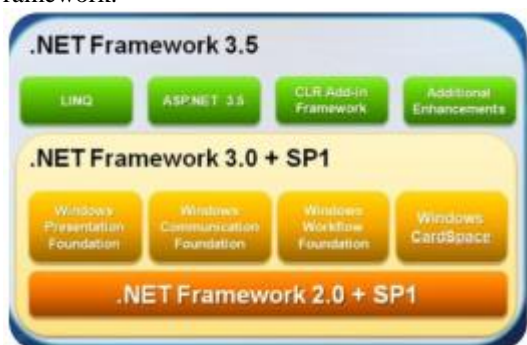 ramework.
.NET Framework 3.5
LINQ
ASP.NET 3.5
CLR Add-in
Framework
Additional
Enhancements
.NET Framework 3.0 + SP1
Windows
Presentation
Foundation
Windows
Communication
Foundation
Windows
Workflow
Foundation
Windows
CardSpace
.NET Framework 2.0 + SP1